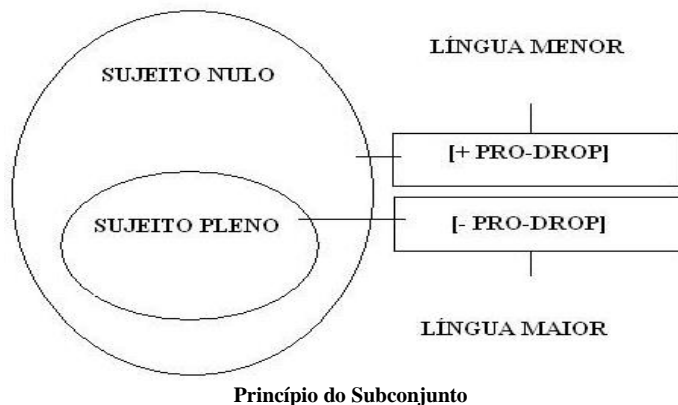 LÍNGUA MENOR
SUJEITO NULO
[+ PRO-DROP]
SUJEITO PLENO
[- PRO-DROP]
LÍNGUA MAIOR
Princípio do Subconjunto